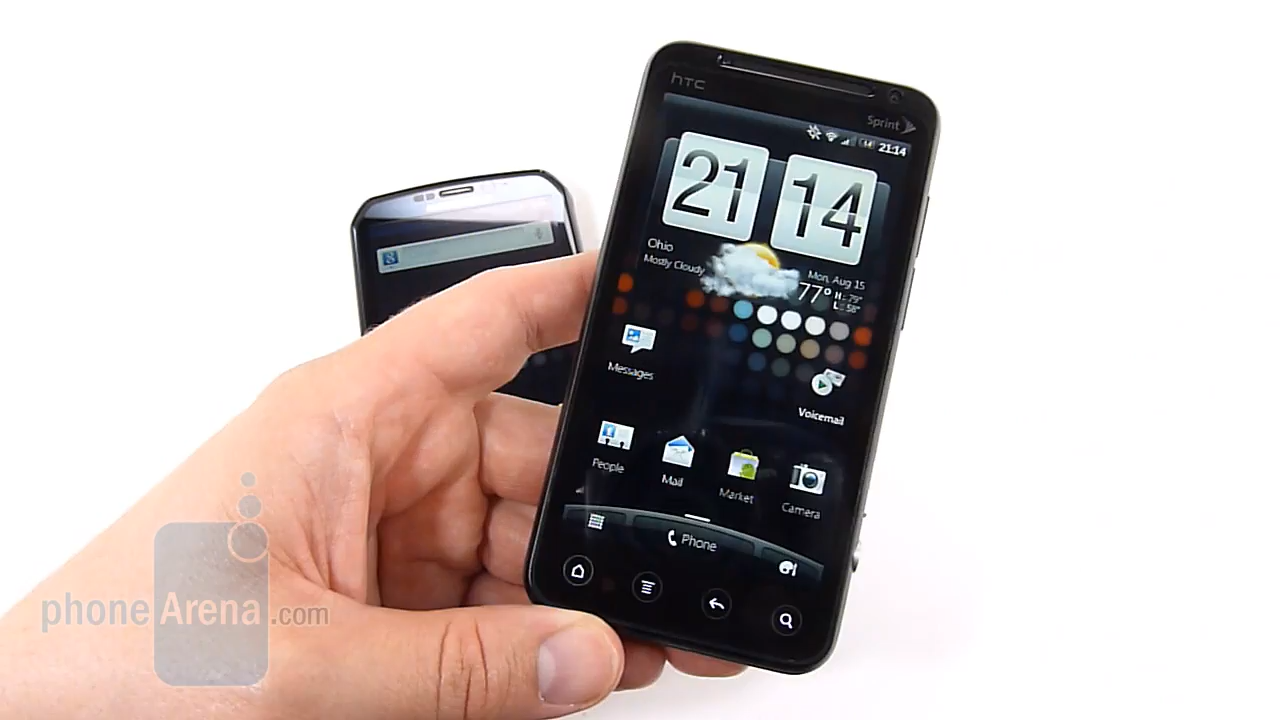 hTC
Sprint
21:14
21 14
Ohio
Mostly Cloudy
Mon, Aug 15
77° H: 79°
L: 58°
Messages
Voicemail
People
Mail
Market
Camera
Phone
phoneArena.com